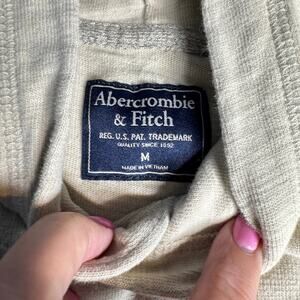 Abercrombie
& Fitch
REG. U.S. PAT. TRADEMARK
QUALITY SINCE 1892
M
MADE IN VIETNAM